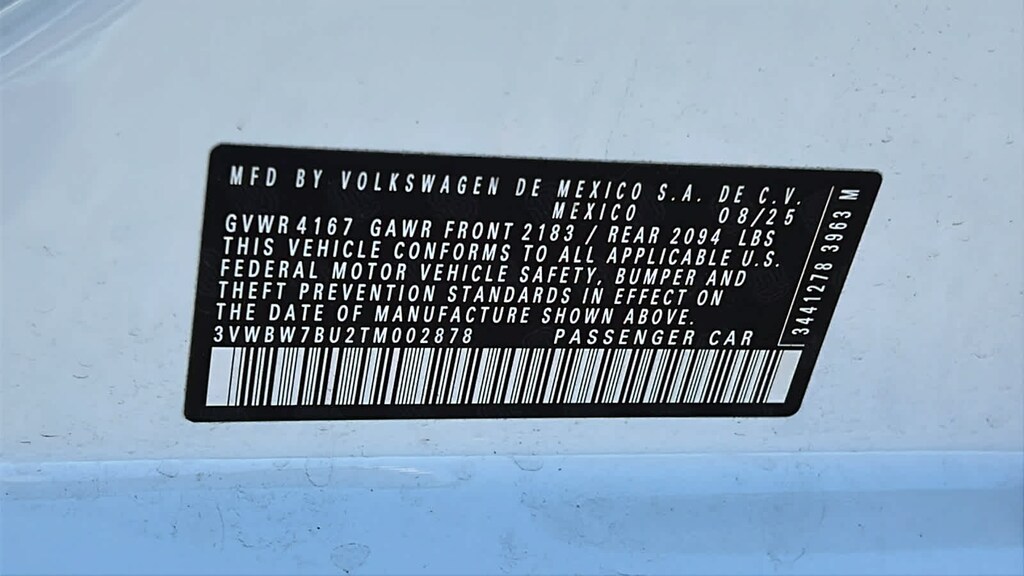 MFD BY VOLKSWAGEN DE MEXICO S.A. DE C.V.
MEXICO 08/25
GVWR 4167 GAWR FRONT 2183 / REAR 2094 LBS
THIS VEHICLE CONFORMS TO ALL APPLICABLE U.S.
FEDERAL MOTOR VEHICLE SAFETY, BUMPER AND
THEFT PREVENTION STANDARDS IN EFFECT ON
THE DATE OF MANUFACTURE SHOWN ABOVE.
3VWBW7BU2TM002878 PASSENGER CAR
3441278 3963 M